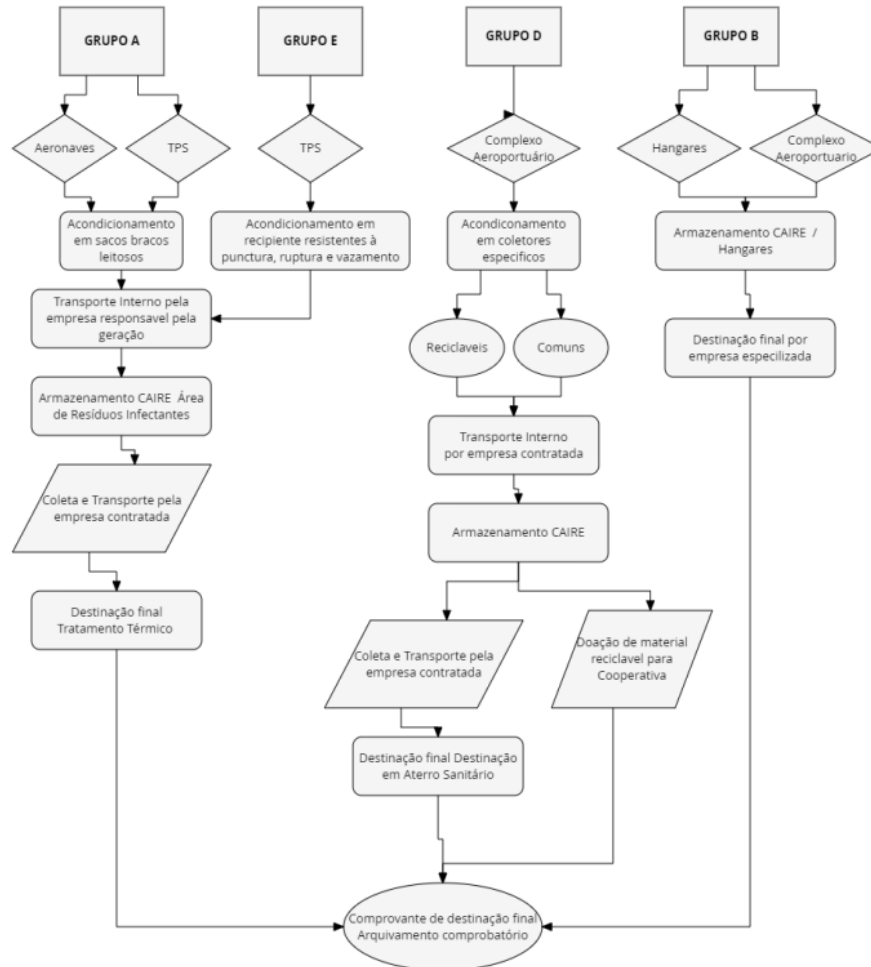 GRUPO A
GRUPO E
GRUPO D
GRUPO B
Aeronaves
TPS
TPS
Complexo
Aeroportuário
Hangares
Complexo
Aeroportuario
Acondicionamento
em sacos bracos
leitosos
Acondicionamento em
recipiente resistentes à
punctura, ruptura e vazamento
Acondiconamento
em coletores
especificos
Armazenamento CAIRE /
Hangares
Transporte Interno pela
empresa responsavel pela
geração
Reciclaveis
Comuns
Destinação final por
empresa especilizada
Armazenamento CAIRE Área
de Resíduos Infectantes
Transporte Interno
por empresa contratada
Coleta e Transporte pela
empresa contratada
Armazenamento CAIRE
Destinação final
Tratamento Térmico
Coleta e Transporte pela
empresa contratada
Doação de material
reciclavel para
Cooperativa
Destinação final Destinação
em Aterro Sanitário
Comprovante de destinação final
Arquivamento comprobatório